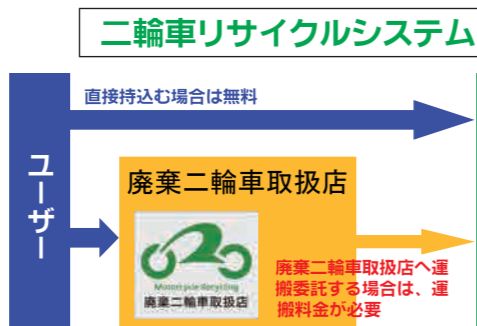 二輪車リサイクルシステム
直接持込む場合は無料
ユーザー
廃棄二輪車取扱店
Motorcycle Recycling
廃棄二輪車取扱店
廃棄二輪車取扱店へ運
搬委託する場合は、運
搬料金が必要